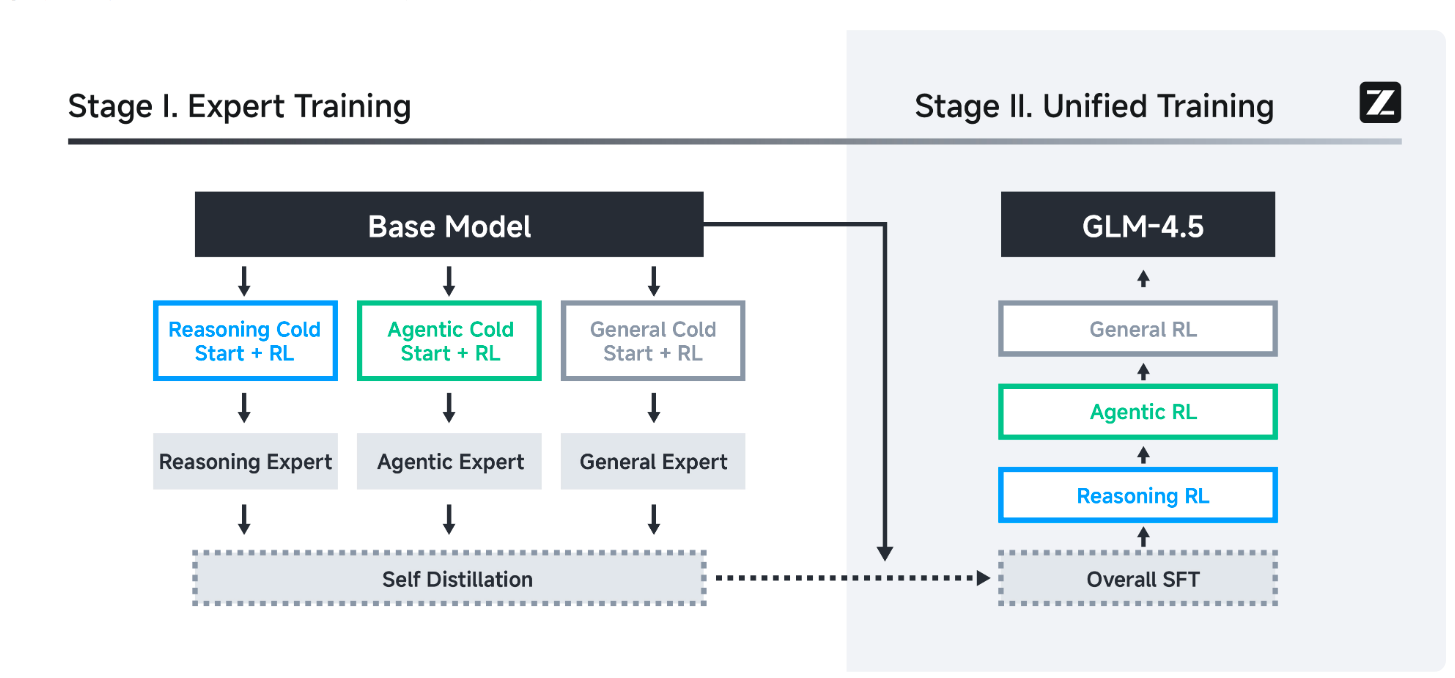 Stage I. Expert Training
Stage II. Unified Training
Z
Base Model
GLM-4.5
Reasoning Cold
Start + RL
Agentic Cold
Start + RL
General Cold
Start + RL
General RL
Agentic RL
Reasoning Expert
Agentic Expert
General Expert
Reasoning RL
Self Distillation
Overall SFT